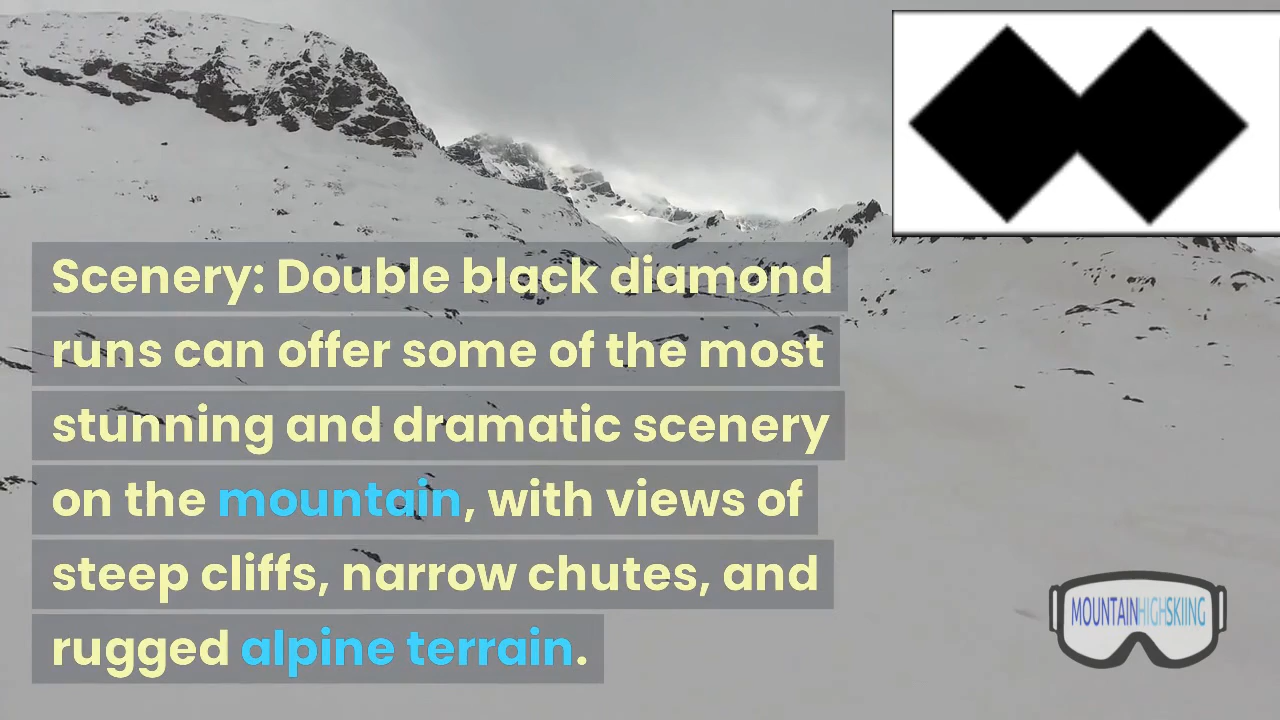 Scenery: Double black diamond
runs can offer some of the most
stunning and dramatic scenery
on the mountain, with views of
steep cliffs, narrow chutes, and
rugged alpine terrain.
MOUNTAINHIGHSKIING